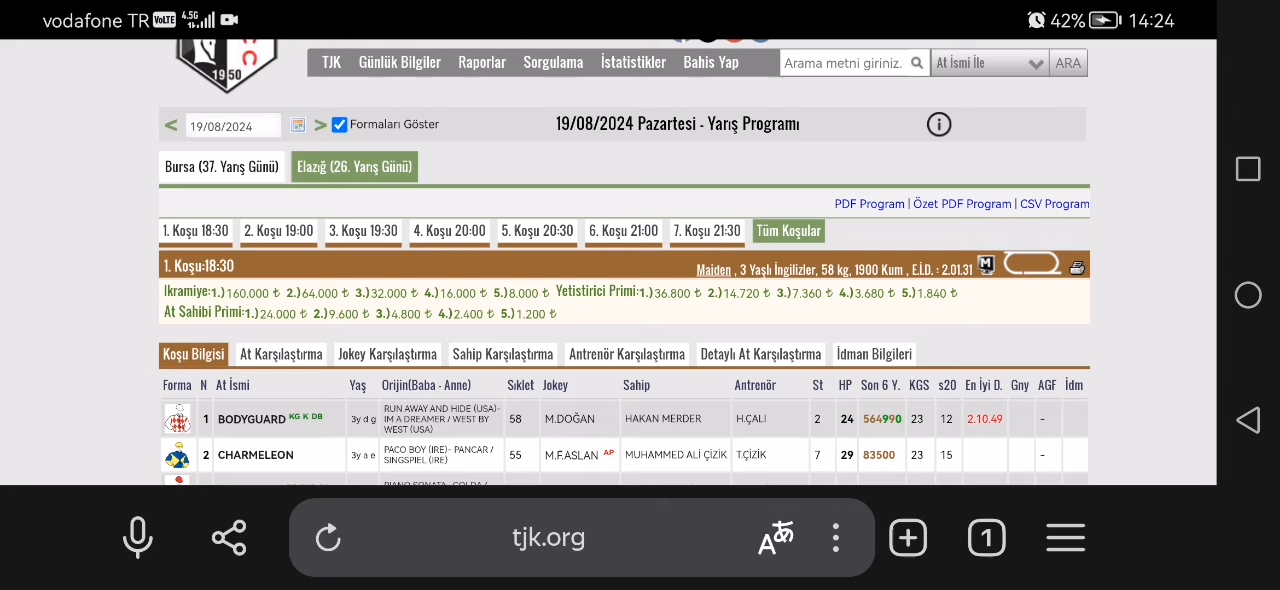 vodafone TR VoLTE 4.5G 42% 14:24
1950
TJK Günlük Bilgiler Raporlar Sorgulama İstatistikler Bahis Yap Arama metni giriniz. At İsmi İle ARA
< 19/08/2024 > Formaları Göster 19/08/2024 Pazartesi - Yarış Programı i
Bursa (37. Yarış Günü) Elazığ (26. Yarış Günü)
PDF Program | Özet PDF Program | CSV Program
1. Koşu 18:30 2. Koşu 19:00 3. Koşu 19:30 4. Koşu 20:00 5. Koşu 20:30 6. Koşu 21:00 7. Koşu 21:30 Tüm Koşular
1. Koşu:18:30 Maiden , 3 Yaşlı İngilizler, 58 kg, 1900 Kum , E.İ.D. : 2.01.31 M
Ikramiye:1.)160.000 ₺ 2.)64.000 ₺ 3.)32.000 ₺ 4.)16.000 ₺ 5.)8.000 ₺ Yetistirici Primi:1.)36.800 ₺ 2.)14.720 ₺ 3.)7.360 ₺ 4.)3.680 ₺ 5.)1.840 ₺
At Sahibi Primi:1.)24.000 ₺ 2.)9.600 ₺ 3.)4.800 ₺ 4.)2.400 ₺ 5.)1.200 ₺
Koşu Bilgisi At Karşılaştırma Jokey Karşılaştırma Sahip Karşılaştırma Antrenör Karşılaştırma Detaylı At Karşılaştırma İdman Bilgileri
Forma N At İsmi Yaş Orijin(Baba - Anne) Sıklet Jokey Sahip Antrenör St HP Son 6 Y. KGS s20 En İyi D. Gny AGF İdm
1 BODYGUARD KG K DB 3y d g RUN AWAY AND HIDE (USA)- IM A DREAMER / WEST BY WEST (USA) 58 M.DOĞAN HAKAN MERDER H.ÇALI 2 24 564990 23 12 2.10.49 -
2 CHARMELEON 3y a e PACO BOY (IRE)- PANCAR / SINGSPIEL (IRE) 55 M.F.ASLAN AP MUHAMMED ALİ ÇİZİK T.ÇİZİK 7 29 83500 23 15 -
tjk.org 1